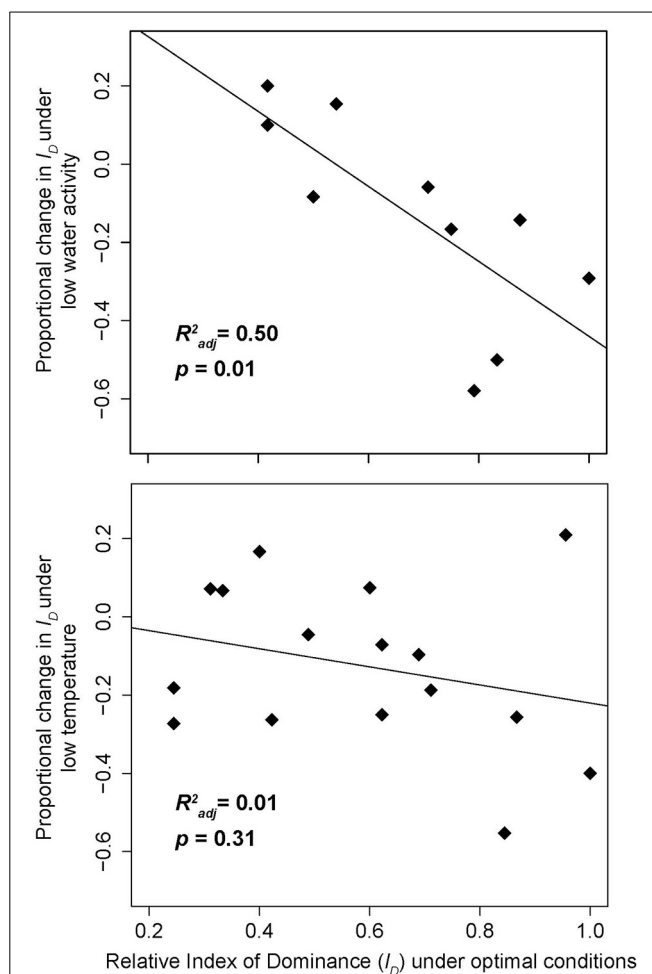 Proportional change in I_D under
low water activity
0.2
0.0
−0.2
−0.4
−0.6
R²adj= 0.50
p = 0.01
Proportional change in I_D under
low temperature
0.2
0.0
−0.2
−0.4
−0.6
R²adj= 0.01
p = 0.31
0.2 0.4 0.6 0.8 1.0
Relative Index of Dominance (I_D) under optimal conditions